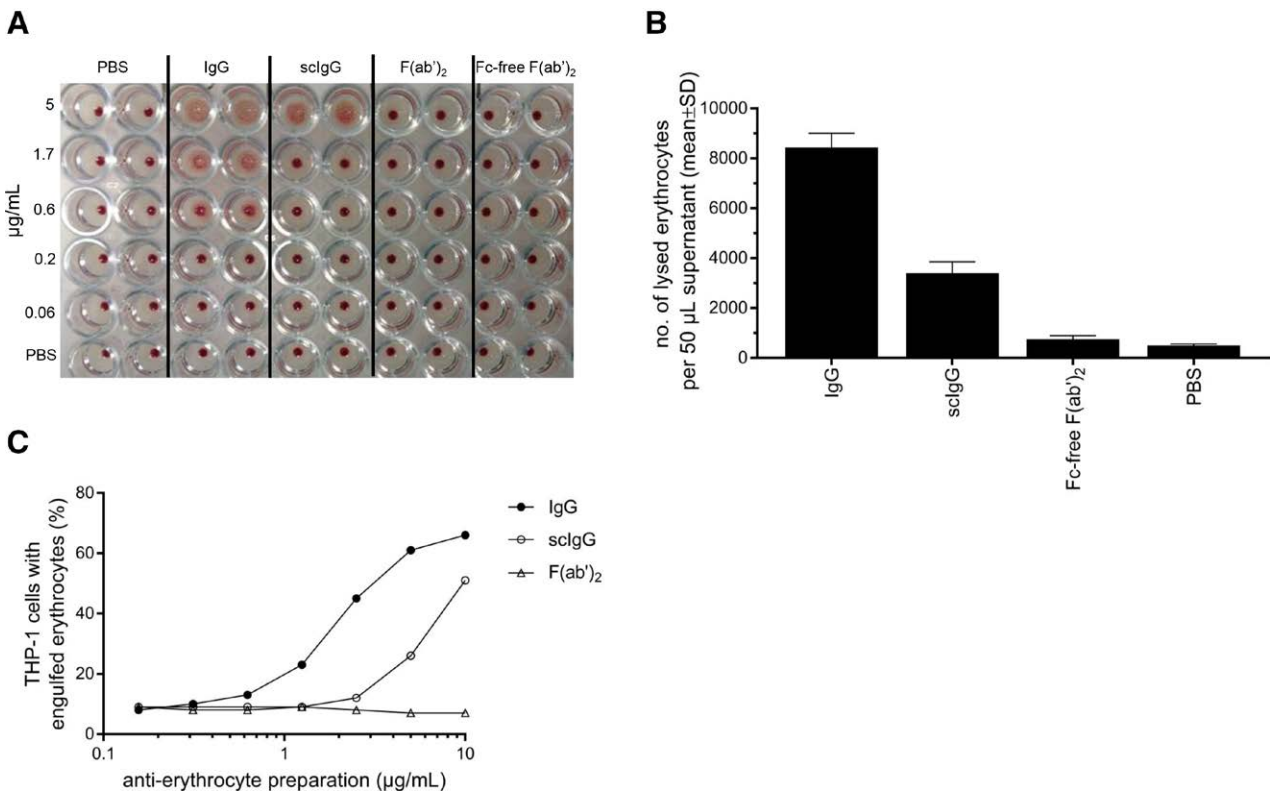 A
PBS IgG scIgG F(ab')₂ Fc-free F(ab')₂
5
1.7
0.6
0.2
0.06
PBS
µg/mL
B
no. of lysed erythrocytes
per 50 µL supernatant (mean±SD)
10000
8000
6000
4000
2000
0
IgG
scIgG
Fc-free F(ab')₂
PBS
C
THP-1 cells with
engulfed erythrocytes (%)
80
60
40
20
0
0.1 1 10
anti-erythrocyte preparation (µg/mL)
IgG
scIgG
F(ab')₂